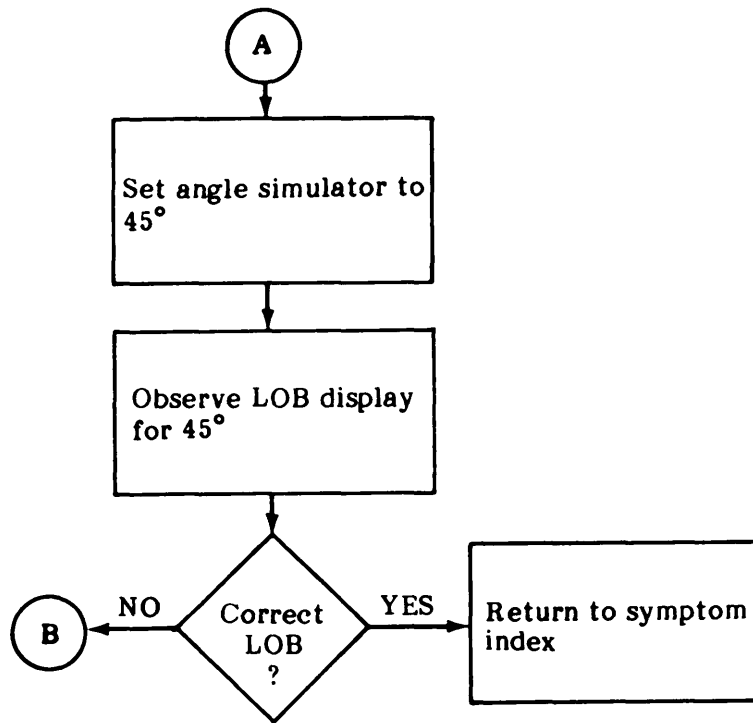 A
Set angle simulator to
45°
Observe LOB display
for 45°
NO
Correct
LOB
?
YES
B
Return to symptom
index